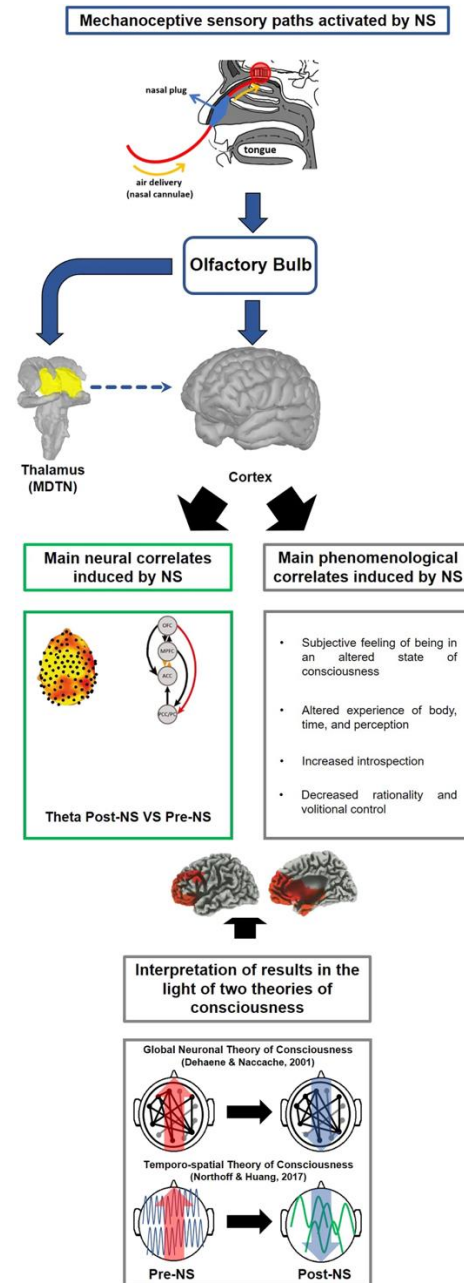 Mechanoceptive sensory paths activated by NS
nasal plug
tongue
air delivery
(nasal cannulae)
Olfactory Bulb
Thalamus
(MDTN)
Cortex
Main neural correlates
induced by NS
Main phenomenological
correlates induced by NS
OFC
MPFC
ACC
PCC/PC
Theta Post-NS VS Pre-NS
• Subjective feeling of being in
an altered state of
consciousness
• Altered experience of body,
time, and perception
• Increased introspection
• Decreased rationality and
volitional control
Interpretation of results in the
light of two theories of
consciousness
Global Neuronal Theory of Consciousness
(Dehaene & Naccache, 2001)
Temporo-spatial Theory of Consciousness
(Northoff & Huang, 2017)
Pre-NS
Post-NS